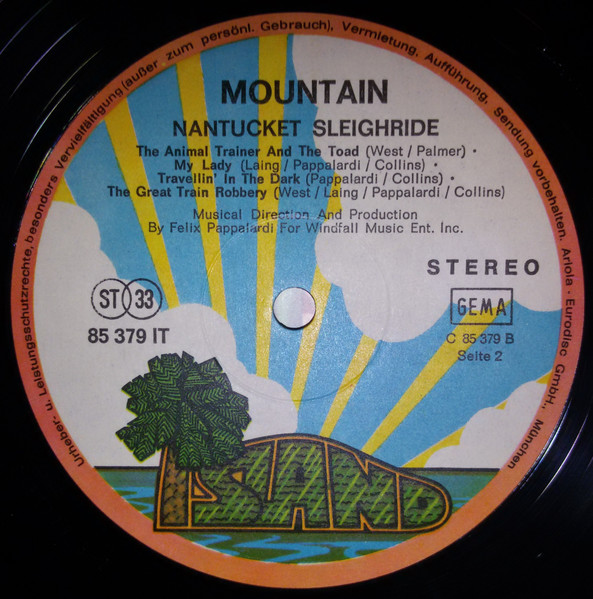 Urheber- u. Leistungsschutzrechte, besonders Vervielfältigung (außer zum persönl. Gebrauch), Vermietung, Aufführung, Sendung vorbehalten. Ariola - Eurodisc GmbH., München
MOUNTAIN
NANTUCKET SLEIGHRIDE
The Animal Trainer And The Toad (West / Palmer) •
My Lady (Laing / Pappalardi / Collins) •
Travellin' In The Dark (Pappalardi / Collins) •
The Great Train Robbery (West / Laing / Pappalardi / Collins)
Musical Direction And Production
By Felix Pappalardi For Windfall Music Ent. Inc.
STEREO
ST 33
GEMA
85 379 IT
C 85 379 B
Seite 2
ISLAND